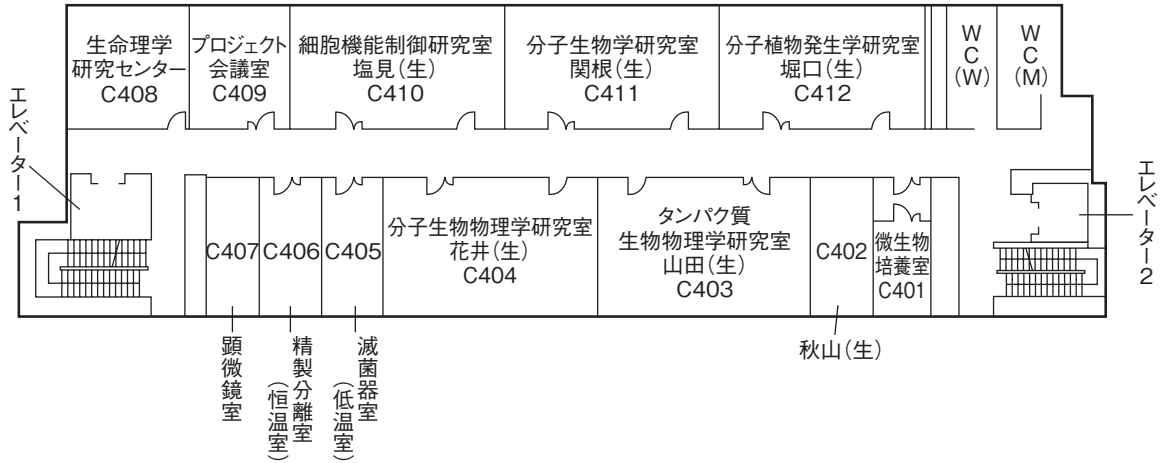 生命理学
研究センター
C408
プロジェクト
会議室
C409
細胞機能制御研究室
塩見(生)
C410
分子生物学研究室
関根(生)
C411
分子植物発生学研究室
堀口(生)
C412
WC(W)
WC(M)
エレベーター1
エレベーター2
C407
C406
C405
分子生物物理学研究室
花井(生)
C404
タンパク質
生物物理学研究室
山田(生)
C403
C402
微生物
培養室
C401
顕微鏡室
精製分離室
(恒温室)
滅菌器室
(低温室)
秋山(生)